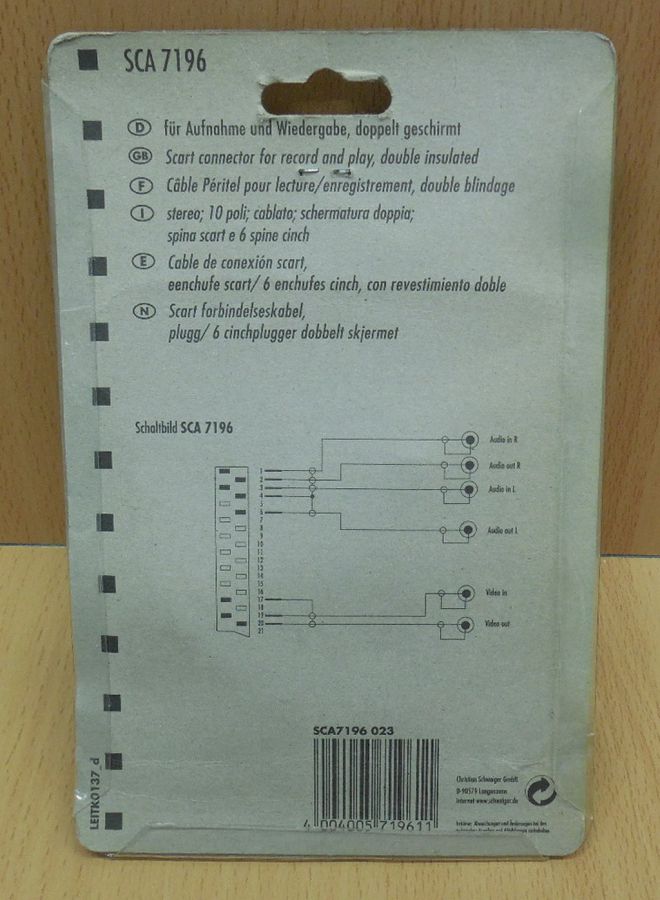 SCA 7196
D für Aufnahme und Wiedergabe, doppelt geschirmt
GB Scart connector for record and play, double insulated
F Câble Péritel pour lecture/enregistrement, double blindage
I stereo; 10 poli; cablato; schermatura doppia;
spina scart e 6 spine cinch
E Cable de conexión scart,
eenchufe scart/ 6 enchufes cinch, con revestimiento doble
N Scart forbindelseskabel,
plugg/ 6 cinchplugger dobbelt skjermet
Schaltbild SCA 7196
Audio in R
Audio out R
Audio in L
Audio out L
Video in
Video out
1
2
3
4
5
6
7
8
9
10
11
12
13
14
15
16
17
18
19
20
21
SCA7196 023
4 004005 719611
Christian Schwaiger GmbH
D-90579 Langenzenn
internet www.schwaiger.de
LEITK0137_d